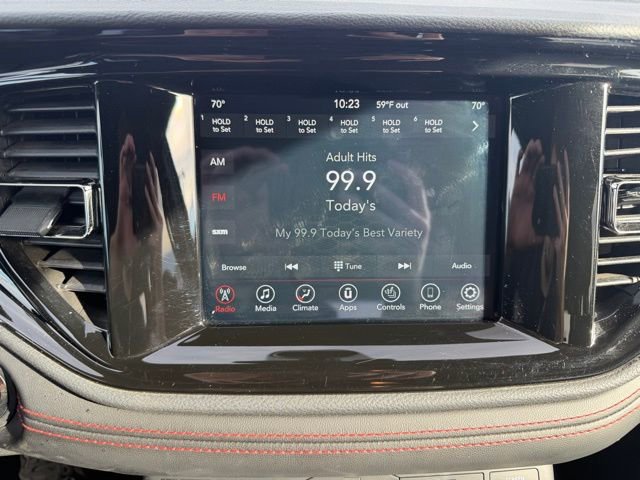 70° 10:23 59°F out 70°
1 HOLD to Set 2 HOLD to Set 3 HOLD to Set 4 HOLD to Set 5 HOLD to Set 6 HOLD to Set
AM
FM
sxm
Adult Hits
99.9
Today's
My 99.9 Today's Best Variety
Browse Tune Audio
Radio Media Climate Apps Controls Phone Settings